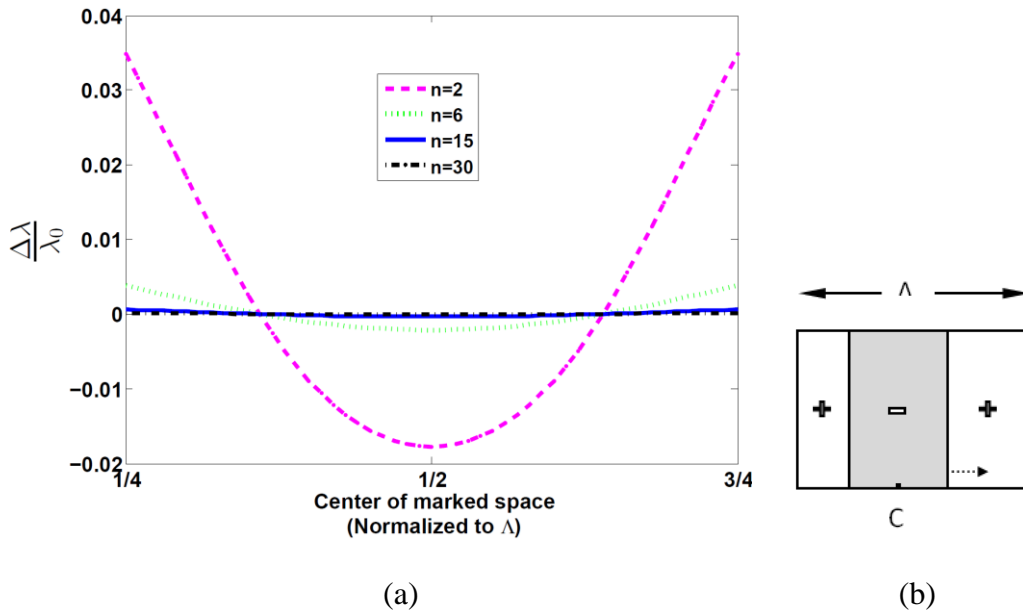 0.04
0.03
0.02
0.01
0
−0.01
−0.02
Δλ
λ0
n=2
n=6
n=15
n=30
1/4
1/2
3/4
Center of marked space
(Normalized to Λ)
(a)
Λ
+
-
+
C
(b)